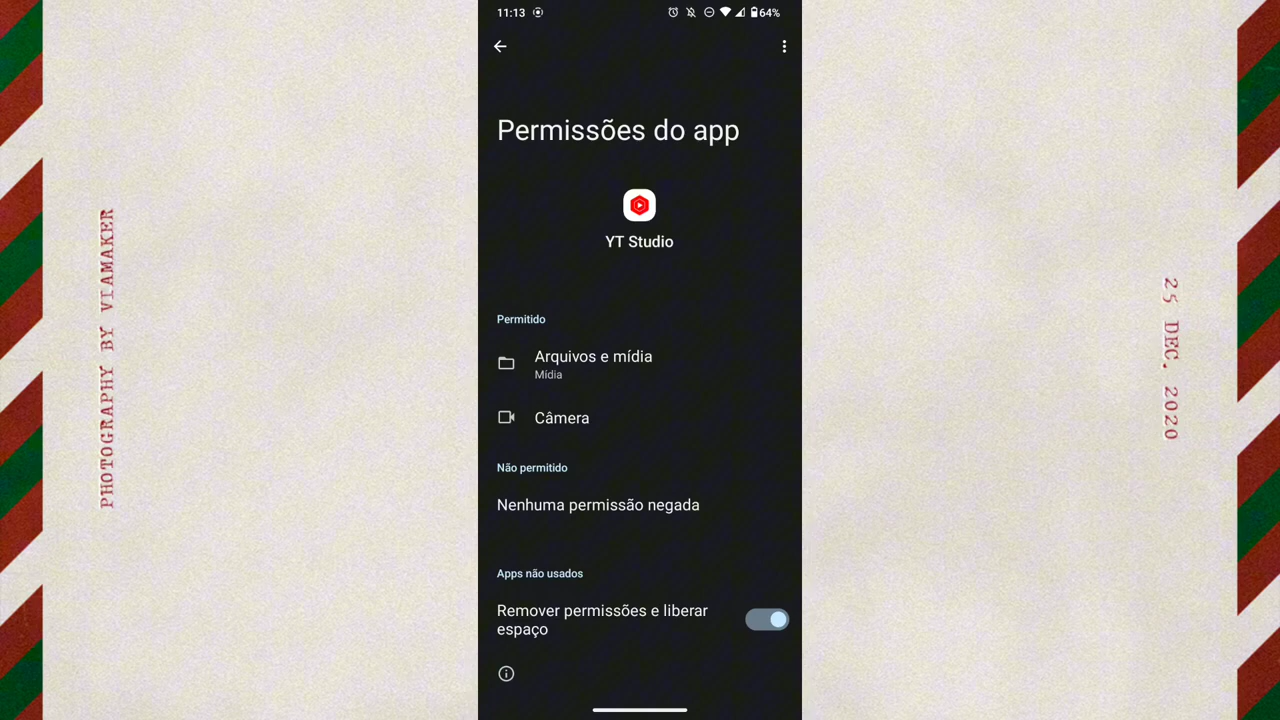 PHOTOGRAPHY BY VIAMAKER
11:13
64%
Permissões do app
YT Studio
Permitido
Arquivos e mídia
Mídia
Câmera
Não permitido
Nenhuma permissão negada
Apps não usados
Remover permissões e liberar
espaço
25 DEC, 2020